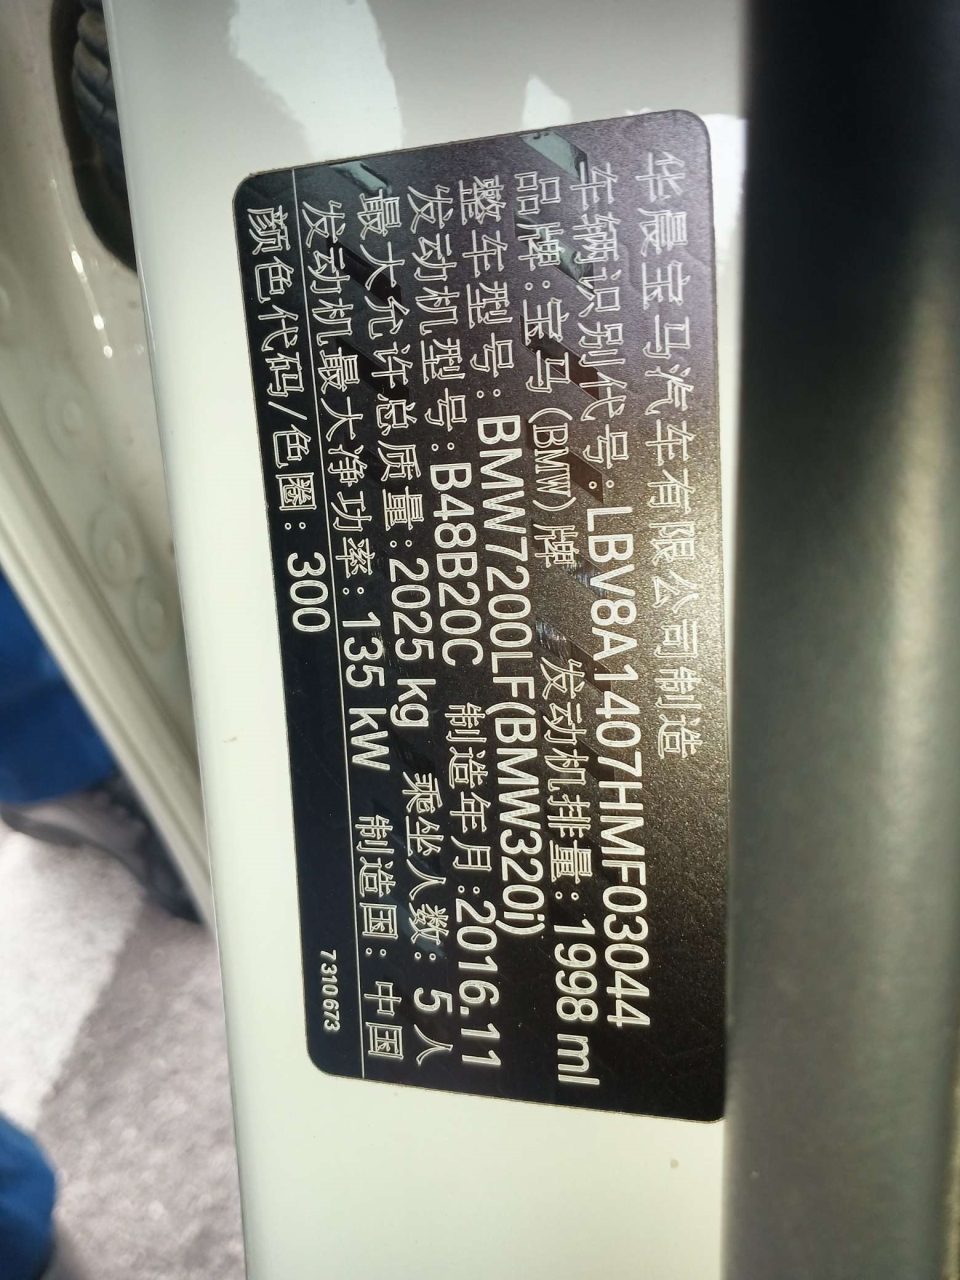 华晨宝马汽车有限公司制造
车辆识别代号:LBV8A1407HMF03044
品牌:宝马(BMW)牌 发动机排量:1998 ml
整车型号:BMW7200LF(BMW320i)
发动机型号:B48B20C 制造年月:2016.11
最大允许总质量:2025 kg 乘坐人数:5人
发动机最大净功率:135 kW 制造国:中国
颜色代码/色圈:300
7310673